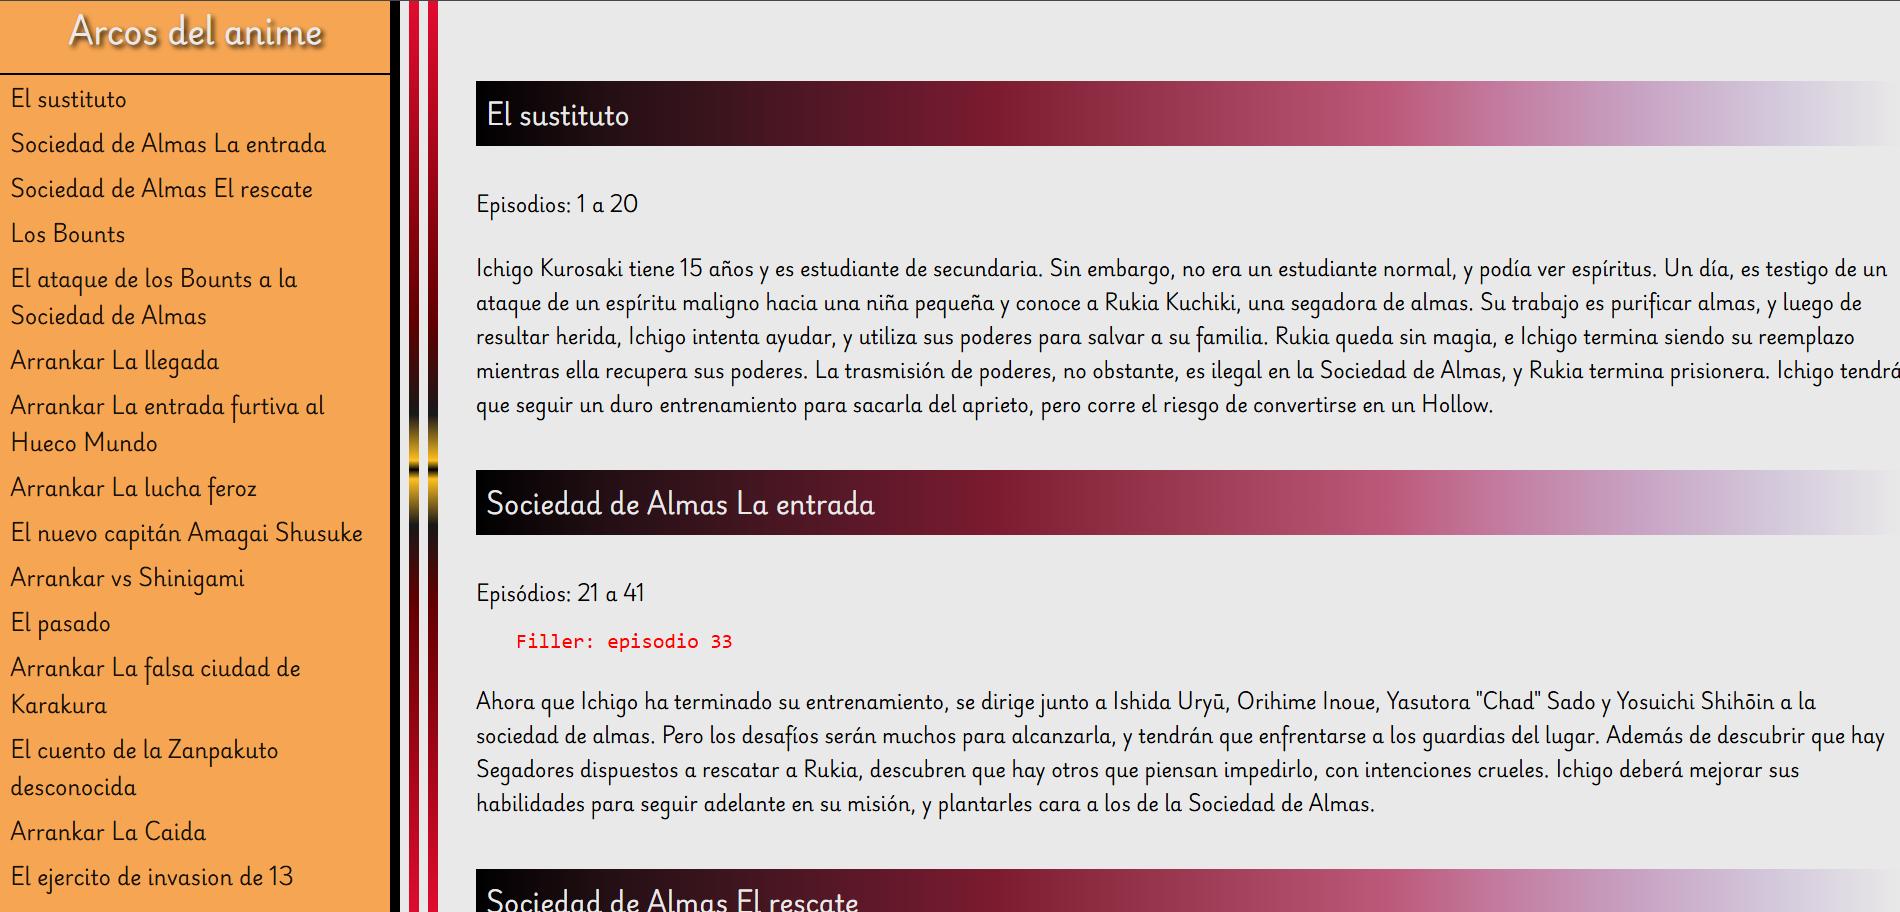 Arcos del anime
El sustituto
Sociedad de Almas La entrada
Sociedad de Almas El rescate
Los Bounts
El ataque de los Bounts a la
Sociedad de Almas
Arrankar La llegada
Arrankar La entrada furtiva al
Hueco Mundo
Arrankar La lucha feroz
El nuevo capitán Amagai Shusuke
Arrankar vs Shinigami
El pasado
Arrankar La falsa ciudad de
Karakura
El cuento de la Zanpakuto
desconocida
Arrankar La Caida
El ejercito de invasion de 13
El sustituto
Episodios: 1 a 20
Ichigo Kurosaki tiene 15 años y es estudiante de secundaria. Sin embargo, no era un estudiante normal, y podía ver espíritus. Un día, es testigo de un
ataque de un espíritu maligno hacia una niña pequeña y conoce a Rukia Kuchiki, una segadora de almas. Su trabajo es purificar almas, y luego de
resultar herida, Ichigo intenta ayudar, y utiliza sus poderes para salvar a su familia. Rukia queda sin magia, e Ichigo termina siendo su reemplazo
mientras ella recupera sus poderes. La trasmisión de poderes, no obstante, es ilegal en la Sociedad de Almas, y Rukia termina prisionera. Ichigo tendrá
que seguir un duro entrenamiento para sacarla del aprieto, pero corre el riesgo de convertirse en un Hollow.
Sociedad de Almas La entrada
Episódios: 21 a 41
Filler: episodio 33
Ahora que Ichigo ha terminado su entrenamiento, se dirige junto a Ishida Uryū, Orihime Inoue, Yasutora "Chad" Sado y Yosuichi Shihōin a la
sociedad de almas. Pero los desafíos serán muchos para alcanzarla, y tendrán que enfrentarse a los guardias del lugar. Además de descubrir que hay
Segadores dispuestos a rescatar a Rukia, descubren que hay otros que piensan impedirlo, con intenciones crueles. Ichigo deberá mejorar sus
habilidades para seguir adelante en su misión, y plantarles cara a los de la Sociedad de Almas.
Sociedad de Almas El rescate